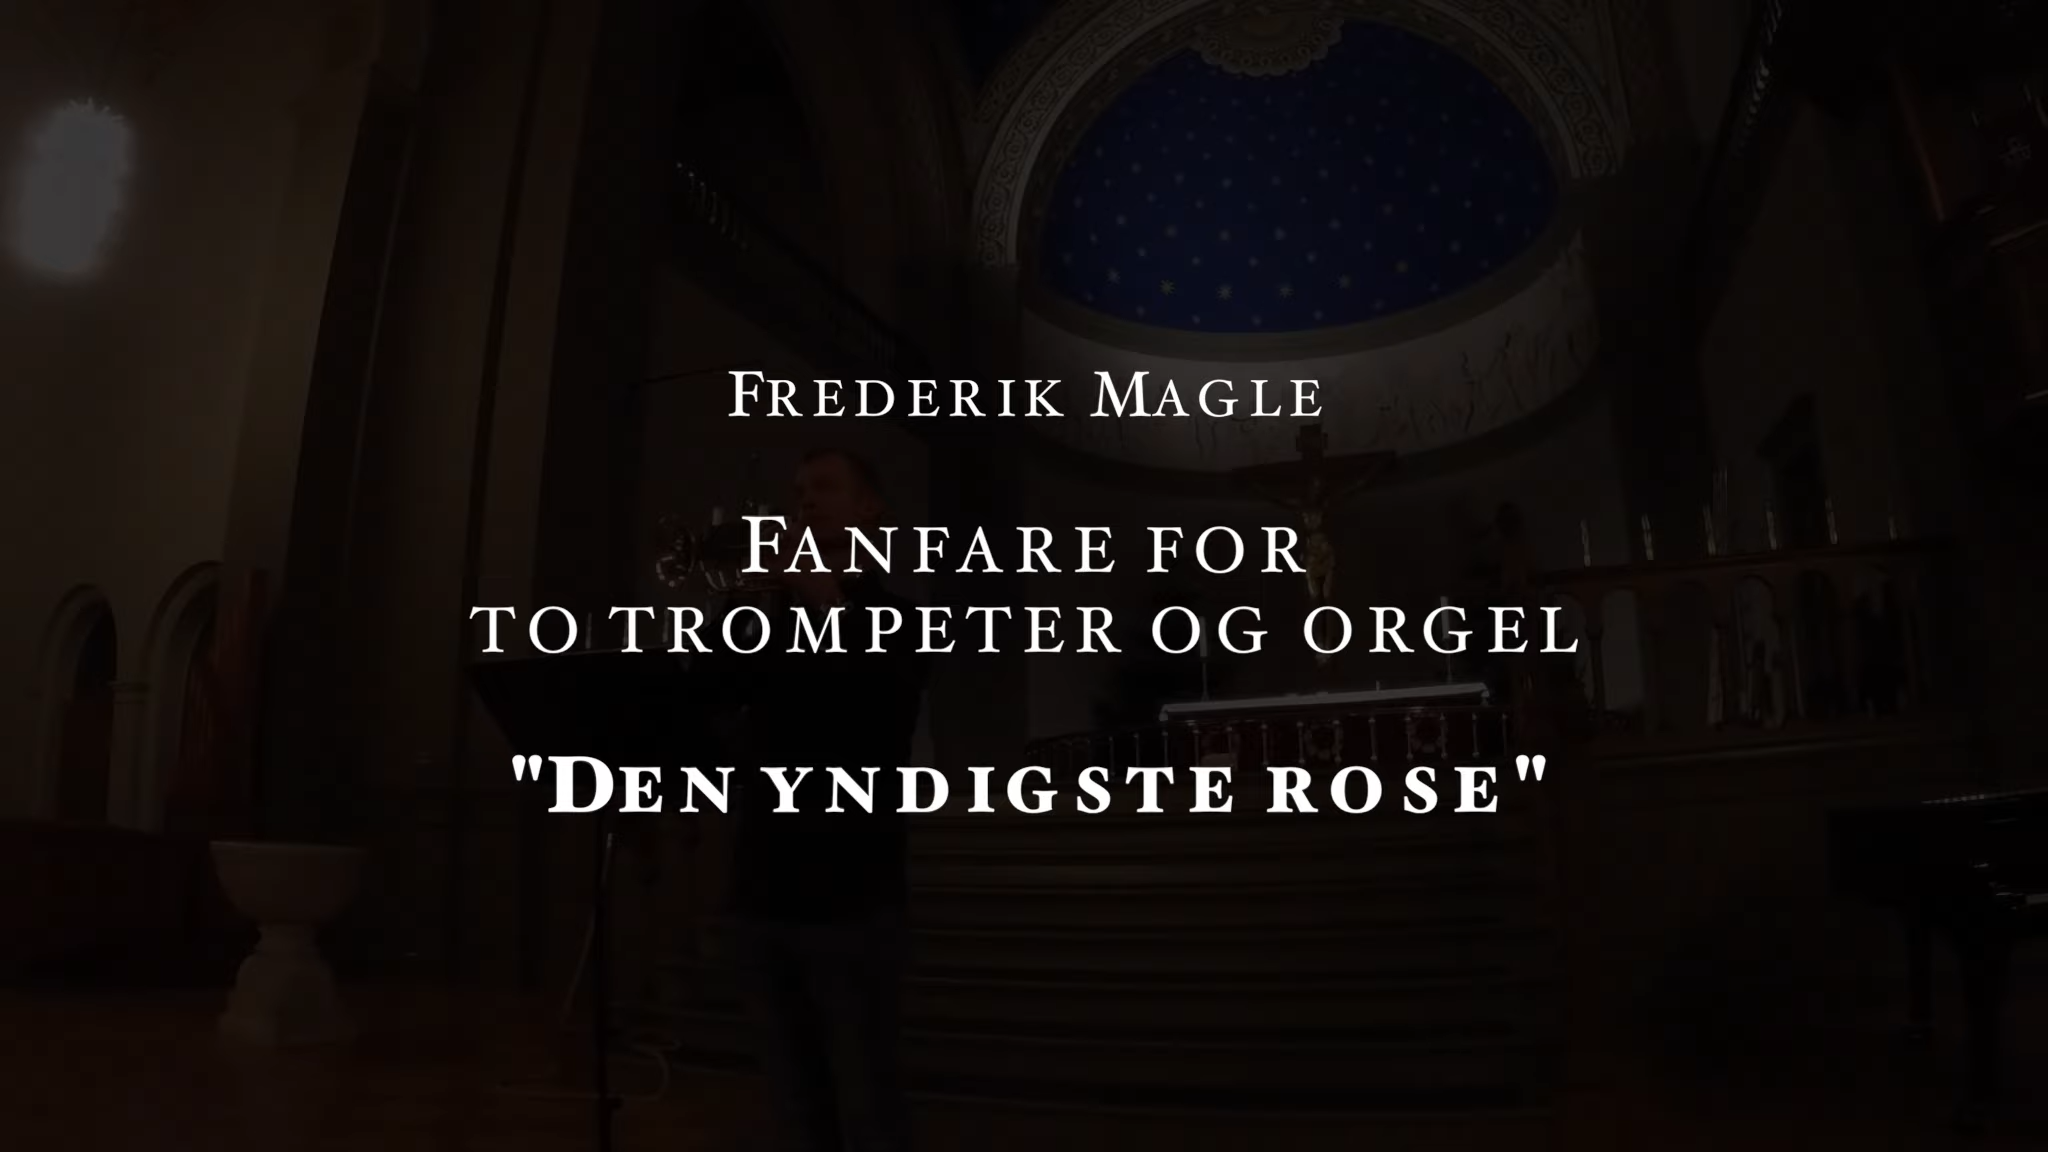 Frederik Magle
Fanfare for
to trompeter og orgel
"Den yndigste rose"